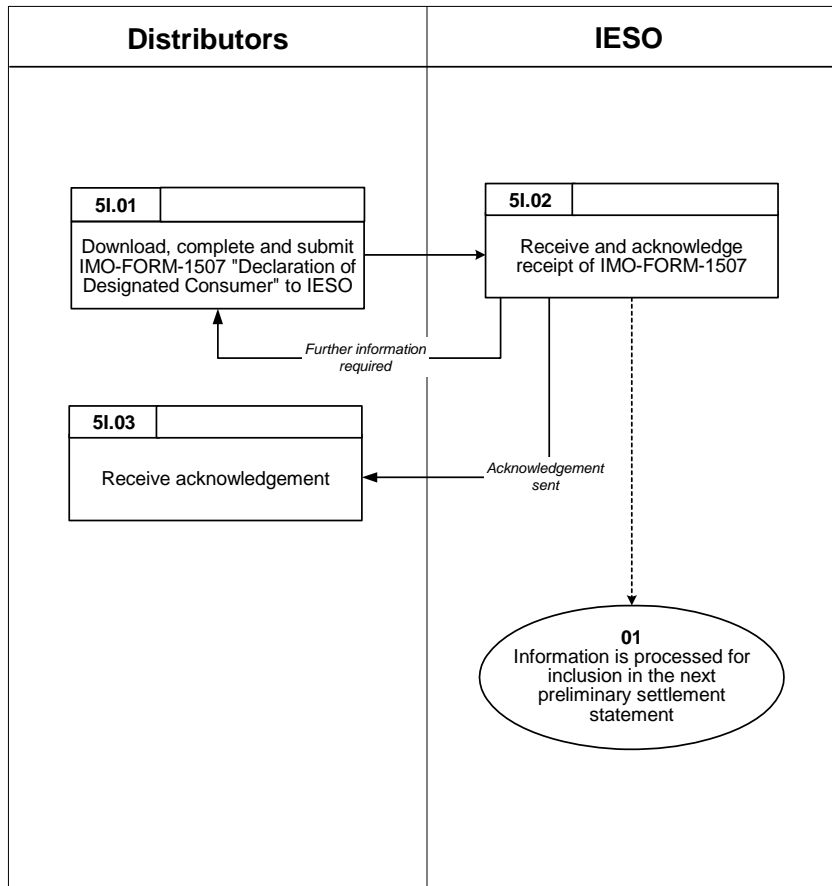 Distributors
IESO
5I.01
Download, complete and submit
IMO-FORM-1507 "Declaration of
Designated Consumer" to IESO
5I.02
Receive and acknowledge
receipt of IMO-FORM-1507
Further information
required
5I.03
Receive acknowledgement
Acknowledgement
sent
01
Information is processed for
inclusion in the next
preliminary settlement
statement